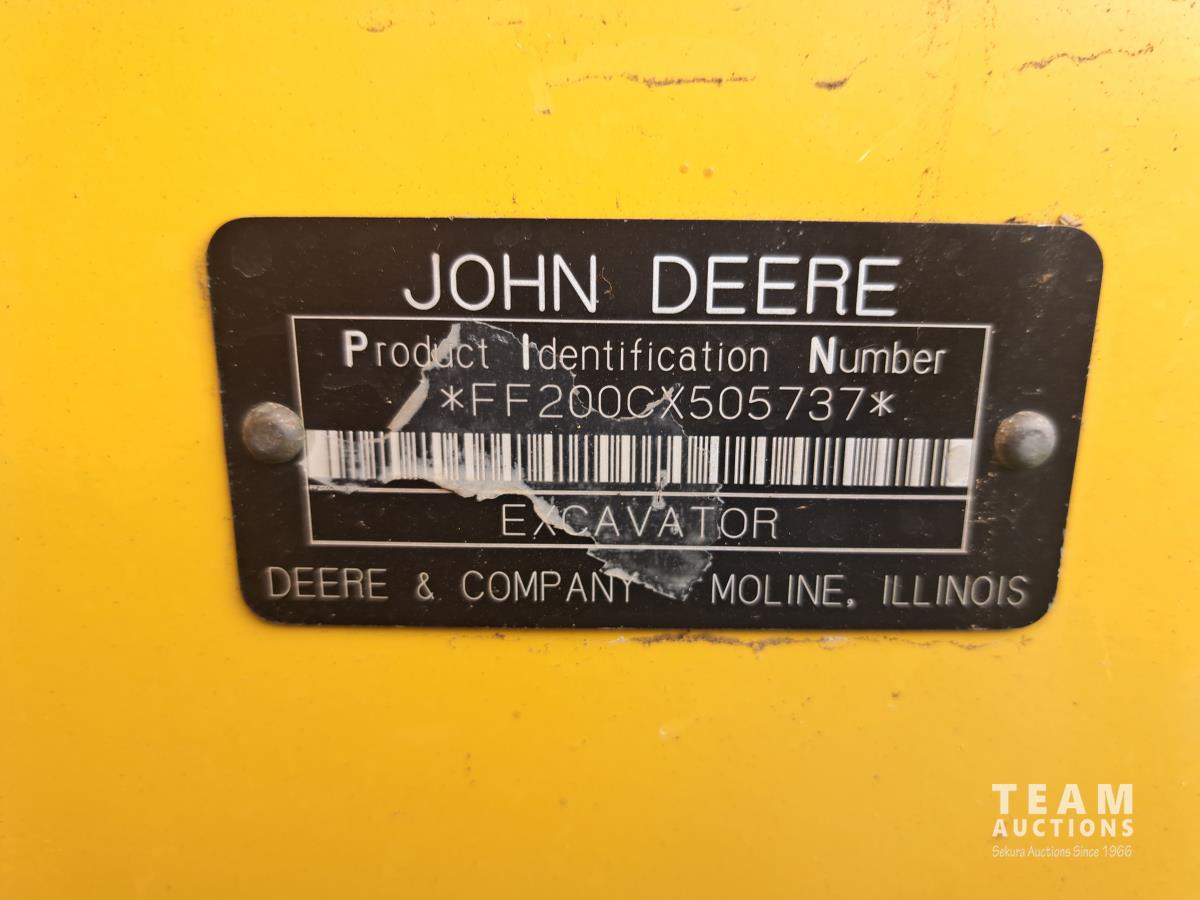 JOHN DEERE
Product Identification Number
*FF200CX505737*
EXCAVATOR
DEERE & COMPANY MOLINE, ILLINOIS
TEAM
AUCTIONS
Sekura Auctions Since 1966